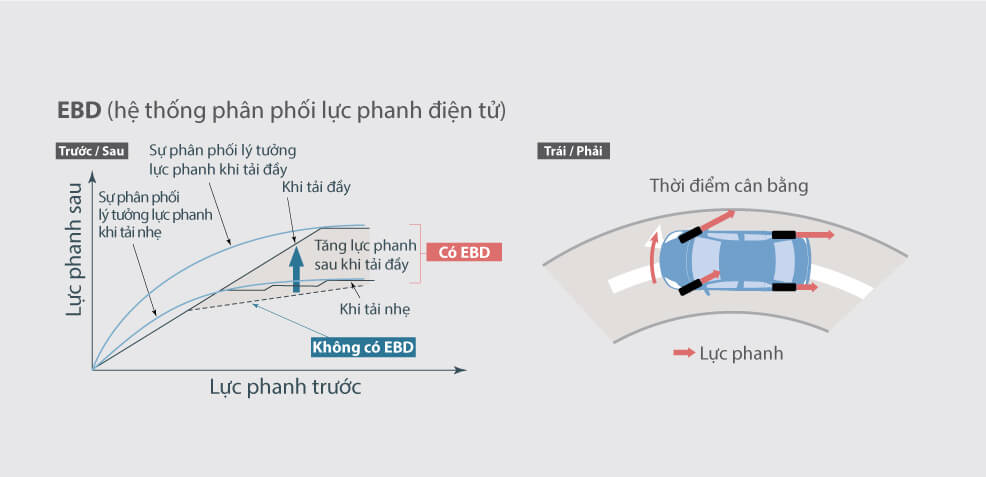 EBD (hệ thống phân phối lực phanh điện tử)
Trước / Sau
Sự phân phối lý tưởng
lực phanh khi tải đầy
Khi tải đầy
Sự phân phối
lý tưởng lực phanh
khi tải nhẹ
Tăng lực phanh
sau khi tải đầy
Có EBD
Khi tải nhẹ
Không có EBD
Lực phanh sau
Lực phanh trước
Trái / Phải
Thời điểm cân bằng
Lực phanh